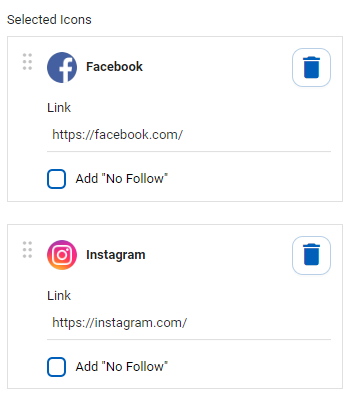 Selected Icons
Facebook
Link
https://facebook.com/
Add "No Follow"
Instagram
Link
https://instagram.com/
Add "No Follow"